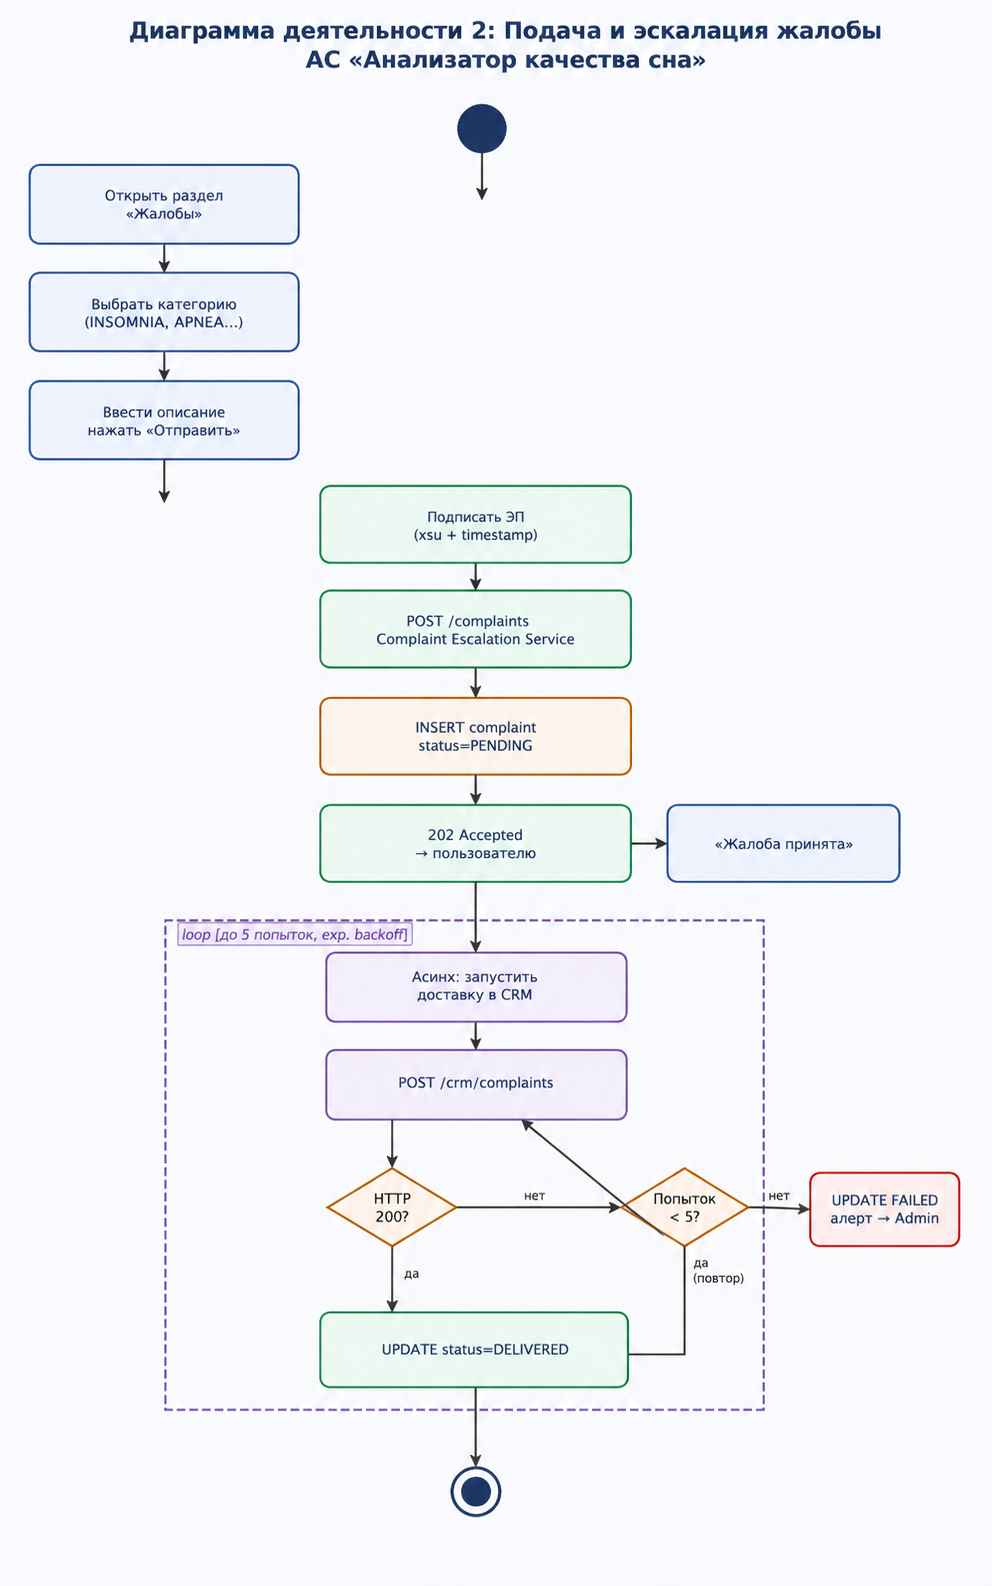 Диаграмма деятельности 2: Подача и эскалация жалобы
АС «Анализатор качества сна»
Открыть раздел
«Жалобы»
Выбрать категорию
(INSOMNIA, APNEA...)
Ввести описание
нажать «Отправить»
Подписать ЭП
(xsu + timestamp)
POST /complaints
Complaint Escalation Service
INSERT complaint
status=PENDING
202 Accepted
→ пользователю
«Жалоба принята»
loop [до 5 попыток, exp. backoff]
Асинх: запустить
доставку в CRM
POST /crm/complaints
HTTP
200?
нет
Попыток
< 5?
нет
UPDATE FAILED
алерт → Admin
да
да
(повтор)
UPDATE status=DELIVERED